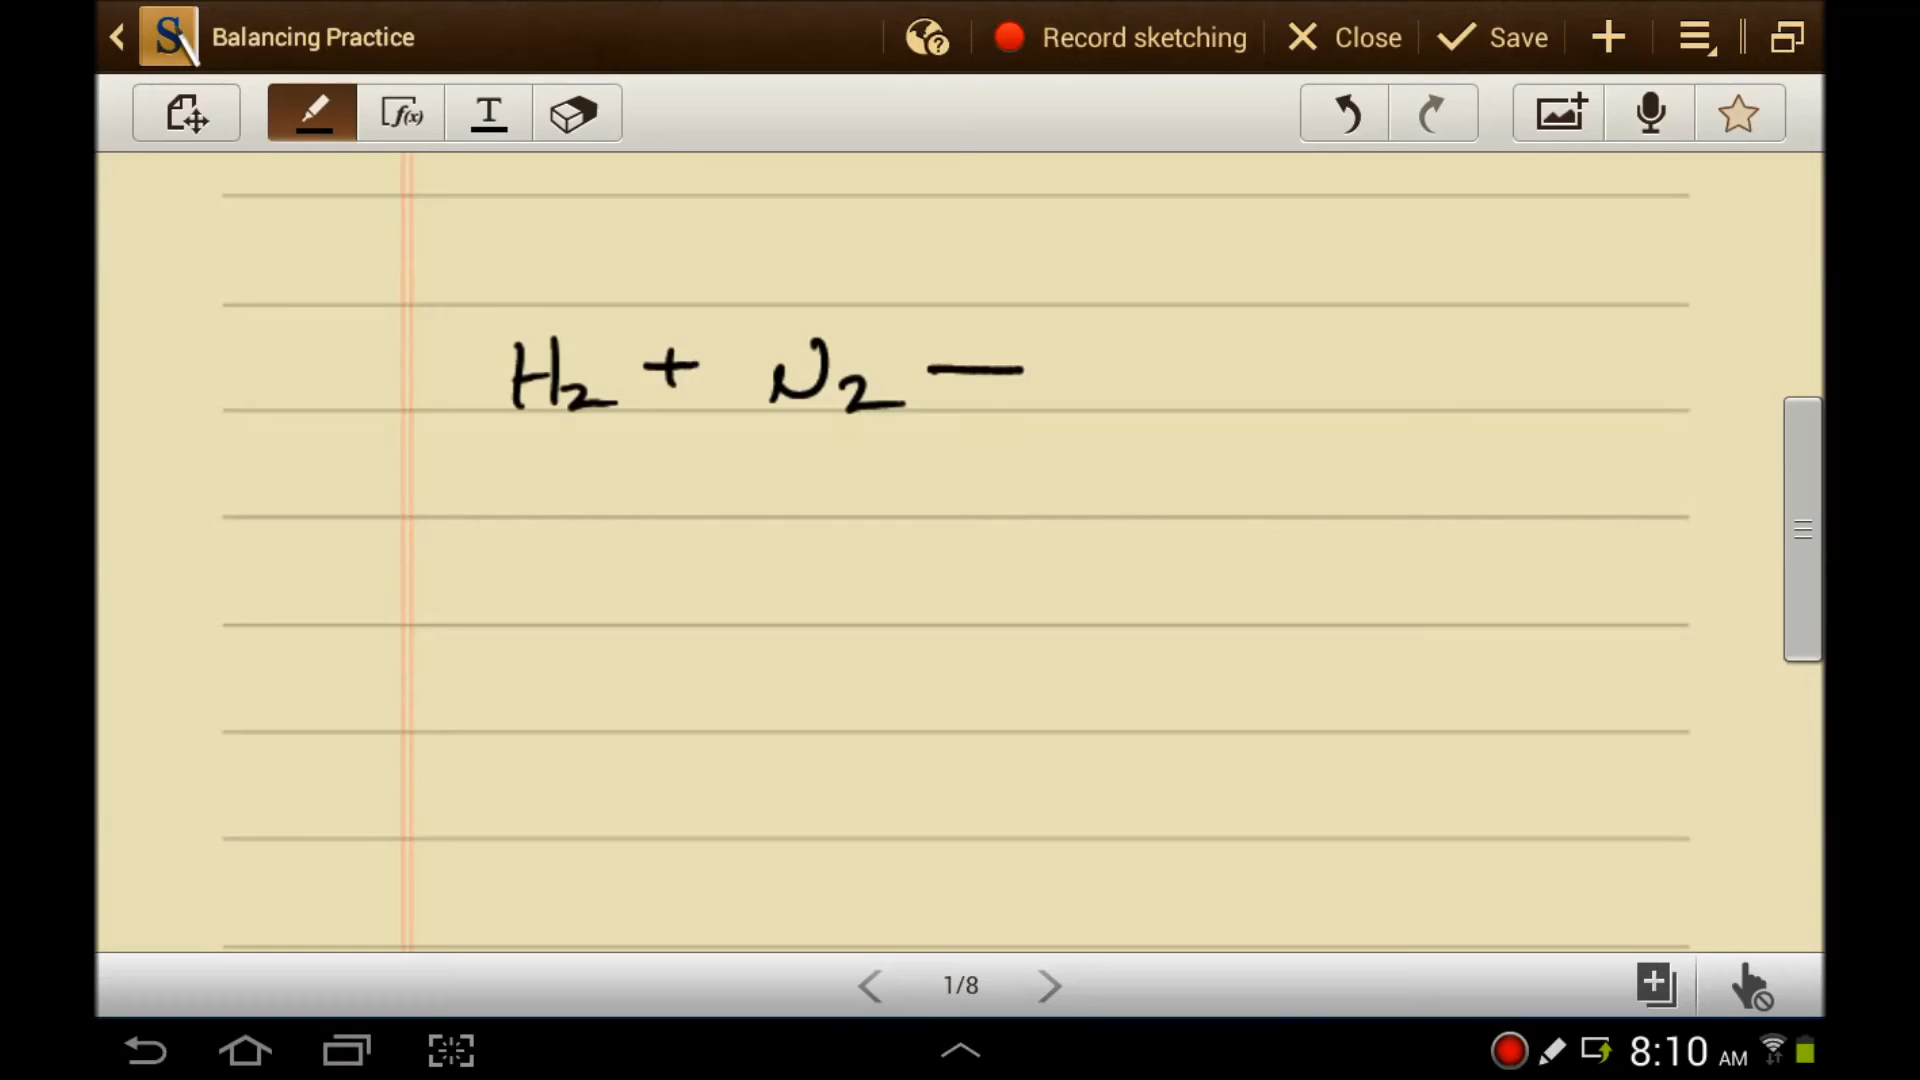 S Balancing Practice Record sketching Close Save
f(x) T
H₂ + N₂ —
1/8
8:10 AM